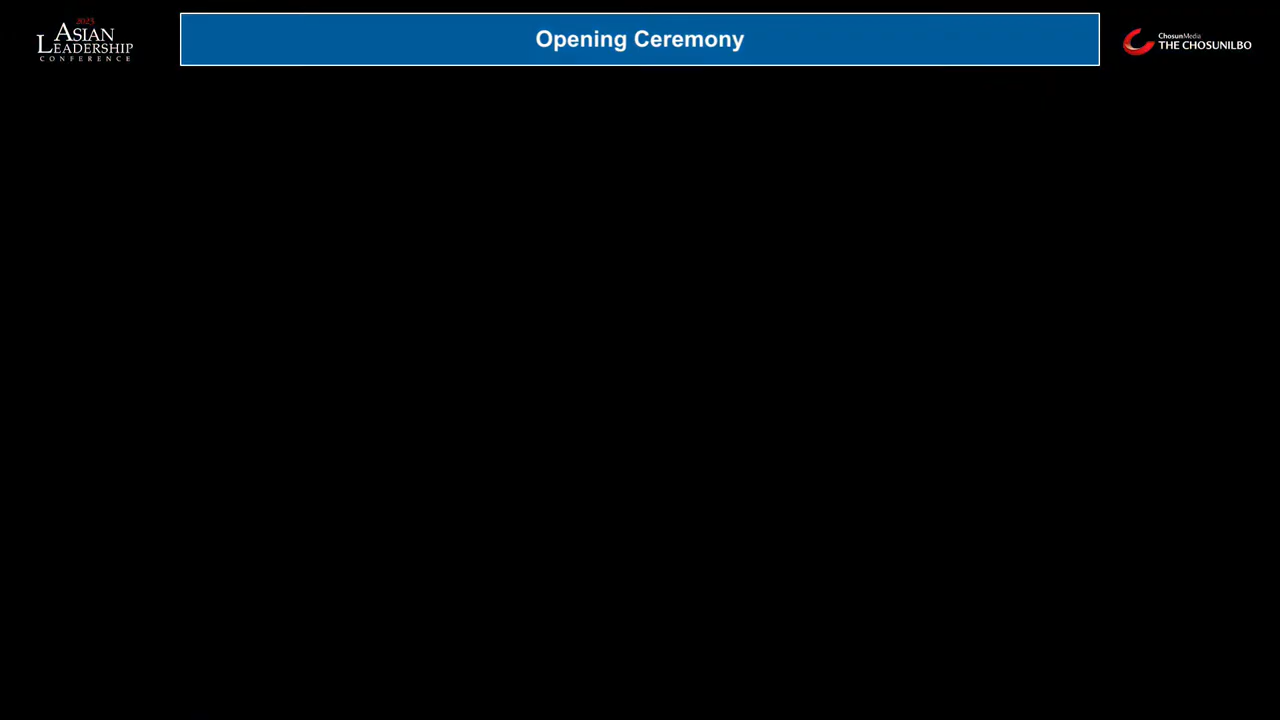 2023
ASIAN
LEADERSHIP
CONFERENCE
Opening Ceremony
ChosunMedia
THE CHOSUNILBO